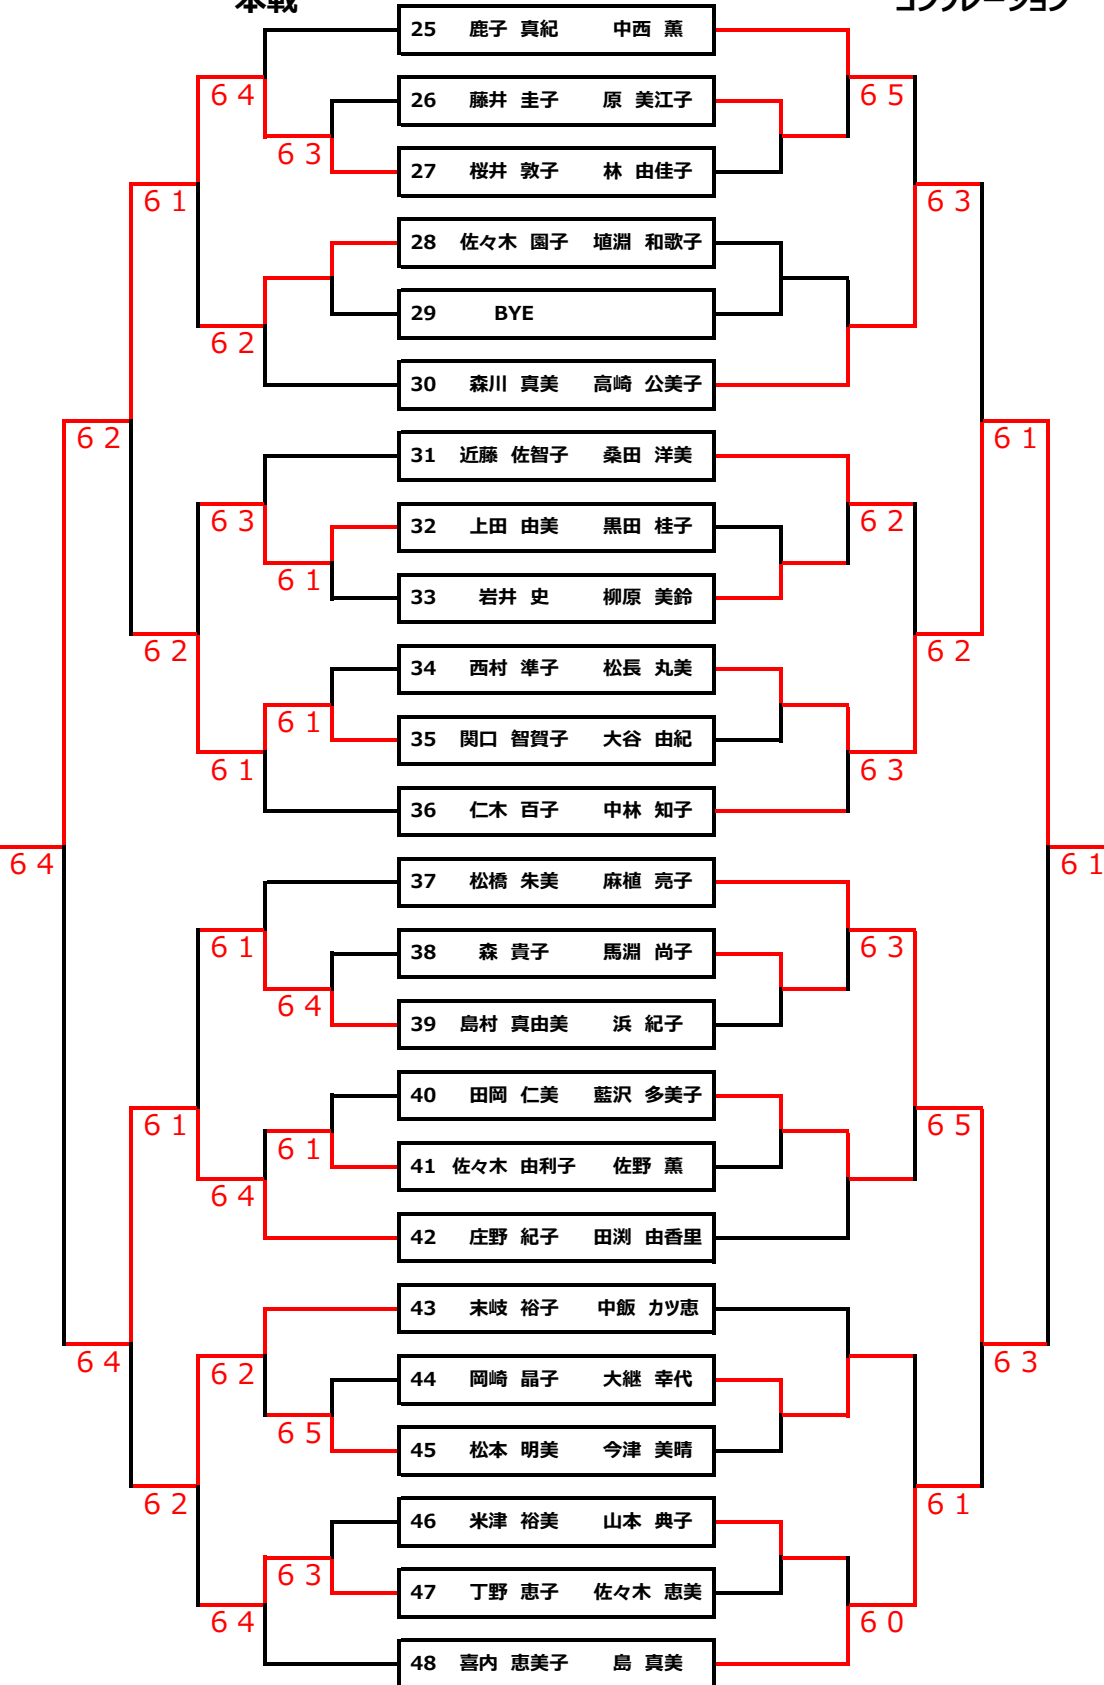 本戦 コンソレーション
25 鹿子 真紀 中西 薫
6 4 6 5
26 藤井 圭子 原 美江子
6 3
27 桜井 敦子 林 由佳子
6 1 6 3
28 佐々木 園子 埴淵 和歌子
29 BYE
6 2
30 森川 真美 高崎 公美子
6 2 6 1
31 近藤 佐智子 桑田 洋美
6 3 6 2
32 上田 由美 黒田 桂子
6 1
33 岩井 史 柳原 美鈴
6 2 6 2
34 西村 準子 松長 丸美
6 1
35 関口 智賀子 大谷 由紀
6 1 6 3
36 仁木 百子 中林 知子
6 4 6 1
37 松橋 朱美 麻植 亮子
6 1 6 3
38 森 貴子 馬淵 尚子
6 4
39 島村 真由美 浜 紀子
40 田岡 仁美 藍沢 多美子
6 1 6 5
6 1
41 佐々木 由利子 佐野 薫
6 4
42 庄野 紀子 田渕 由香里
43 末岐 裕子 中飯 カツ恵
6 4 6 3
6 2
44 岡崎 晶子 大継 幸代
6 5
45 松本 明美 今津 美晴
6 2 6 1
46 米津 裕美 山本 典子
6 3
47 丁野 恵子 佐々木 恵美
6 4 6 0
48 喜内 恵美子 島 真美